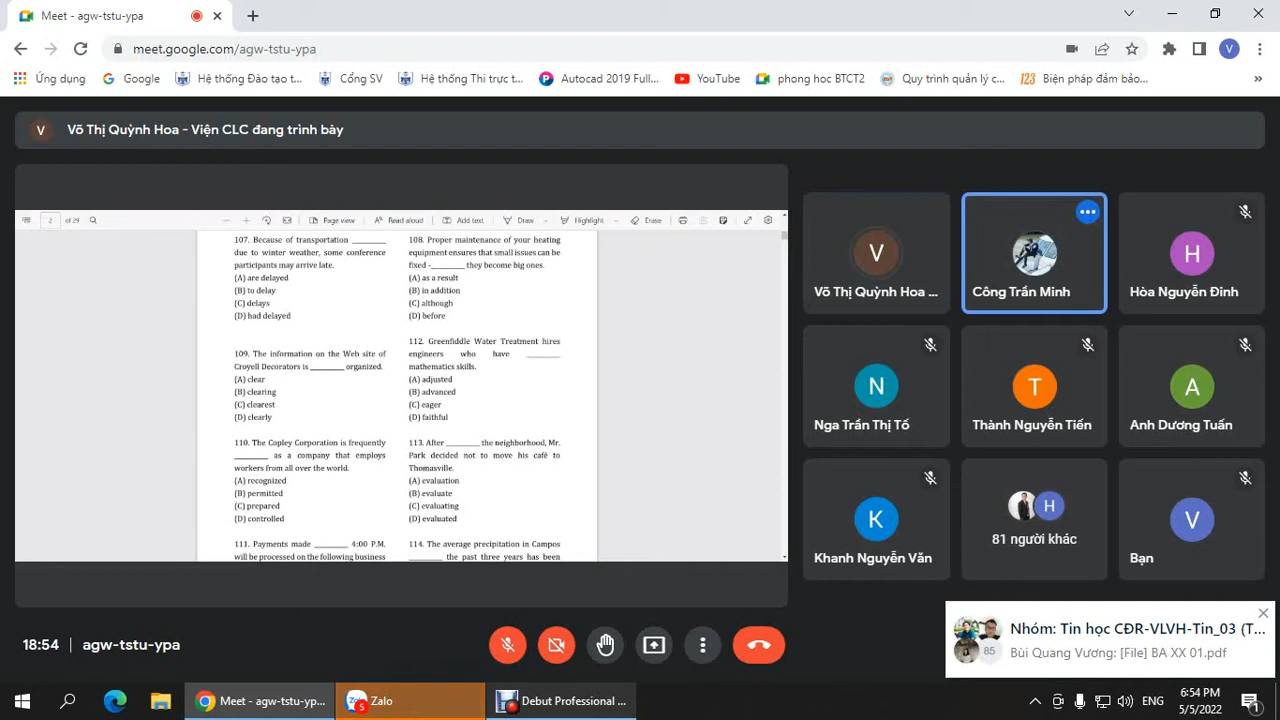 Meet - agw-tstu-ypa
meet.google.com/agw-tstu-ypa
Ứng dụng
Google
Hệ thống Đào tạo t...
Cổng SV
Hệ thống Thi trực t...
Autocad 2019 Full...
YouTube
phong hoc BTCT2
Quy trình quản lý c...
123 Biện pháp đảm bảo...
V Võ Thị Quỳnh Hoa - Viện CLC đang trình bày
2 of 29
Page view
Read aloud
Add text
Draw
Highlight
Erase
107. Because of transportation ________
due to winter weather, some conference
participants may arrive late.
(A) are delayed
(B) to delay
(C) delays
(D) had delayed
109. The information on the Web site of
Croyell Decorators is ________ organized.
(A) clear
(B) clearing
(C) clearest
(D) clearly
110. The Copley Corporation is frequently
________ as a company that employs
workers from all over the world.
(A) recognized
(B) permitted
(C) prepared
(D) controlled
111. Payments made ________ 4:00 P.M.
will be processed on the following business
108. Proper maintenance of your heating
equipment ensures that small issues can be
fixed -________ they become big ones.
(A) as a result
(B) in addition
(C) although
(D) before
112. Greenfiddle Water Treatment hires
engineers who have ________
mathematics skills.
(A) adjusted
(B) advanced
(C) eager
(D) faithful
113. After ________ the neighborhood, Mr.
Park decided not to move his café to
Thomasville.
(A) evaluation
(B) evaluate
(C) evaluating
(D) evaluated
114. The average precipitation in Campos
________ the past three years has been
V
Võ Thị Quỳnh Hoa ...
Công Trần Minh
H
Hòa Nguyễn Đình
N
Nga Trần Thị Tố
T
Thành Nguyễn Tiến
A
Anh Dương Tuấn
K
Khanh Nguyễn Văn
H
81 người khác
V
Bạn
18:54 agw-tstu-ypa
85
Nhóm: Tin học CĐR-VLVH-Tin_03 (T...
Bùi Quang Vương: [File] BA XX 01.pdf
Meet - agw-tstu-yp...
5 Zalo
Debut Professional ...
ENG
6:54 PM
5/5/2022
1